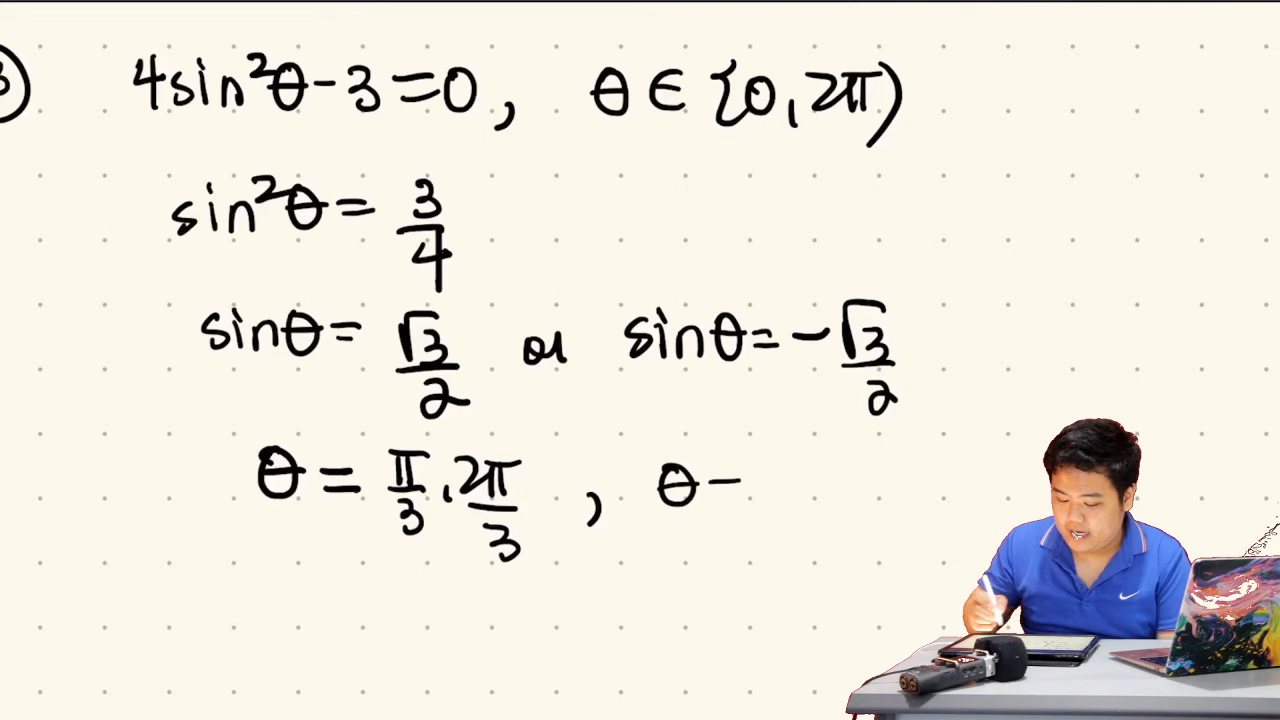 3) 4sin²θ-3=0, θ∈{0,2π)
sin²θ=3/4
sinθ=√3/2 or sinθ=-√3/2
θ=π/3,2π/3, θ-